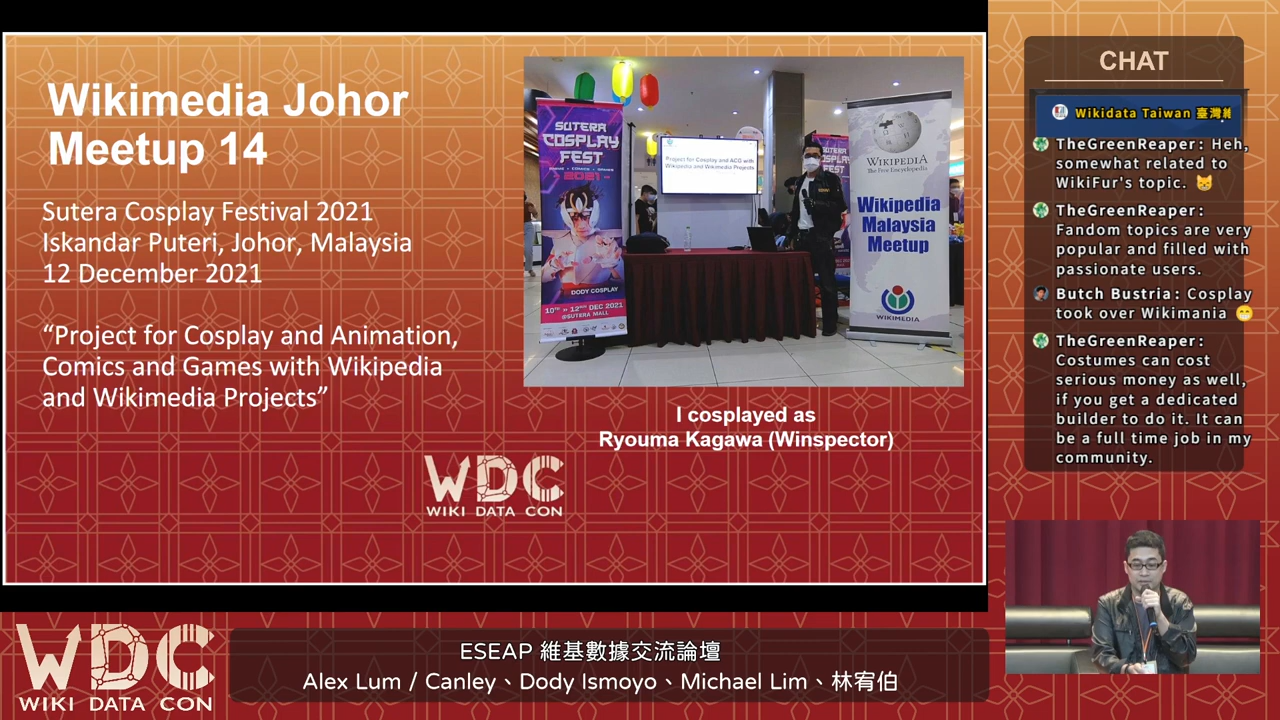 Wikimedia Johor
Meetup 14
Sutera Cosplay Festival 2021
Iskandar Puteri, Johor, Malaysia
12 December 2021
“Project for Cosplay and Animation,
Comics and Games with Wikipedia
and Wikimedia Projects”
SUTERA
COSPLAY
FEST
2021
DODY COSPLAY
10TH » 12TH DEC 2021
@SUTERA MALL
Project for Cosplay and ACG with
Wikipedia and Wikimedia Projects
SUTERA
COSPLAY
FEST
WIKIPEDIA
The Free Encyclopedia
Wikipedia
Malaysia
Meetup
WIKIMEDIA
I cosplayed as
Ryouma Kagawa (Winspector)
WDC
WIKI DATA CON
CHAT
Wikidata Taiwan 臺灣維
TheGreenReaper: Heh,
somewhat related to
WikiFur's topic. 😺
TheGreenReaper:
Fandom topics are very
popular and filled with
passionate users.
Butch Bustria: Cosplay
took over Wikimania 😁
TheGreenReaper:
Costumes can cost
serious money as well,
if you get a dedicated
builder to do it. It can
be a full time job in my
community.
WDC
WIKI DATA CON
ESEAP 維基數據交流論壇
Alex Lum / Canley、Dody Ismoyo、Michael Lim、林宥伯